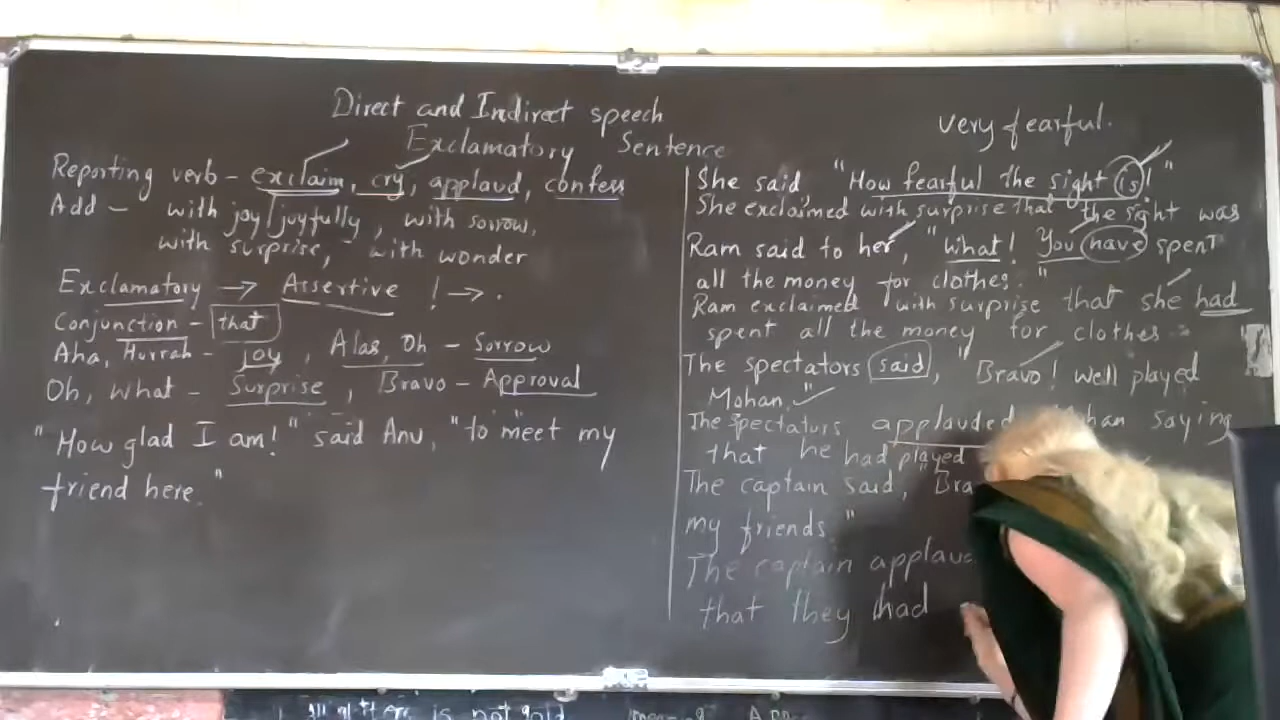 Direct and Indirect speech
Exclamatory Sentence
Reporting verb - exclaim, cry, applaud, confess
Add - with joy/joyfully, with sorrow,
with surprise, with wonder
Exclamatory → Assertive ! → .
Conjunction - that
Aha, Hurrah - joy, Alas, Oh - Sorrow
Oh, what - Surprise, Bravo - Approval
"How glad I am!" said Anu, "to meet my
friend here."
very fearful.
She said, "How fearful the sight is!"
She exclaimed with surprise that the sight was
Ram said to her, "What! You have spent
all the money for clothes."
Ram exclaimed with surprise that she had
spent all the money for clothes.
The spectators said, "Bravo! Well played
Mohan."
The spectators applauded saying
that he had played
The captain said,
my friends."
The captain
that they had
is not gold